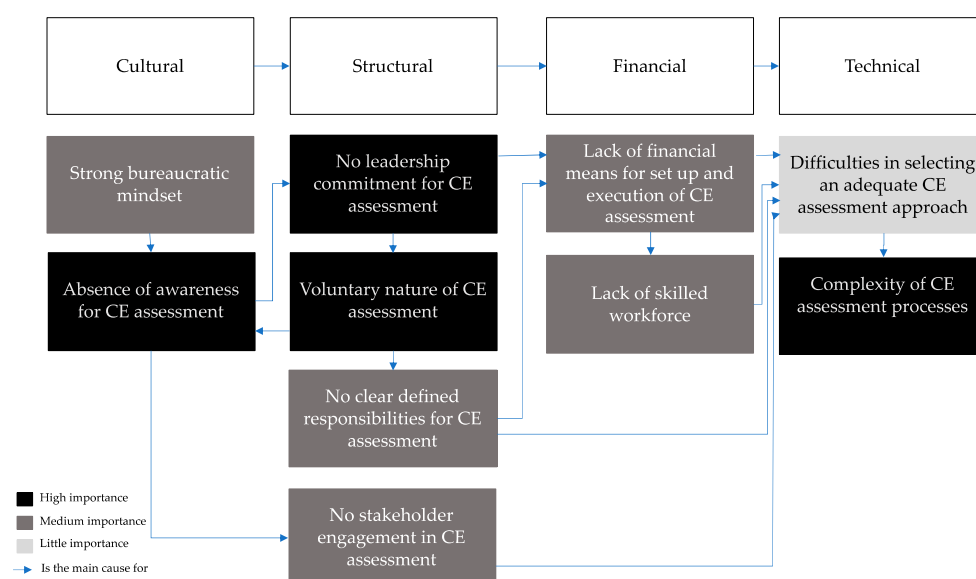 Cultural
Structural
Financial
Technical
Strong bureaucratic
mindset
No leadership
commitment for CE
assessment
Lack of financial
means for set up and
execution of CE
assessment
Difficulties in selecting
an adequate CE
assessment approach
Absence of awareness
for CE assessment
Voluntary nature of CE
assessment
Lack of skilled
workforce
Complexity of CE
assessment processes
No clear defined
responsibilities for CE
assessment
No stakeholder
engagement in CE
assessment
High importance
Medium importance
Little importance
Is the main cause for